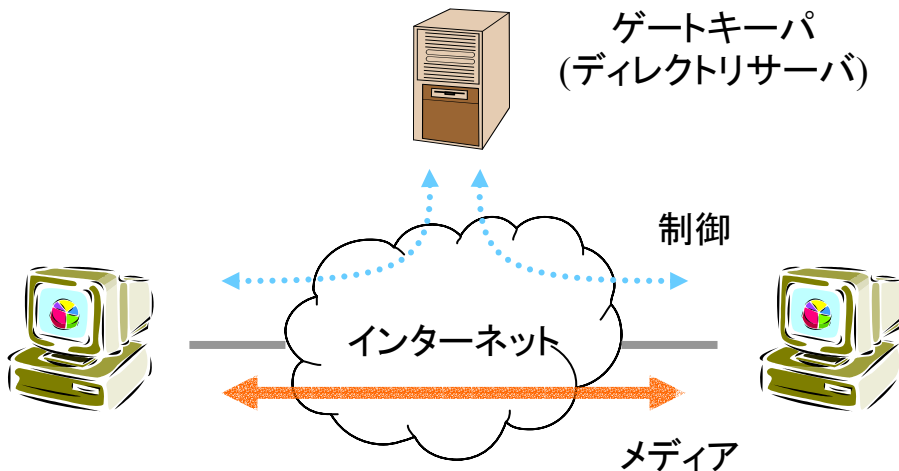 ゲートキーパ
(ディレクトリサーバ)
制御
インターネット
メディア